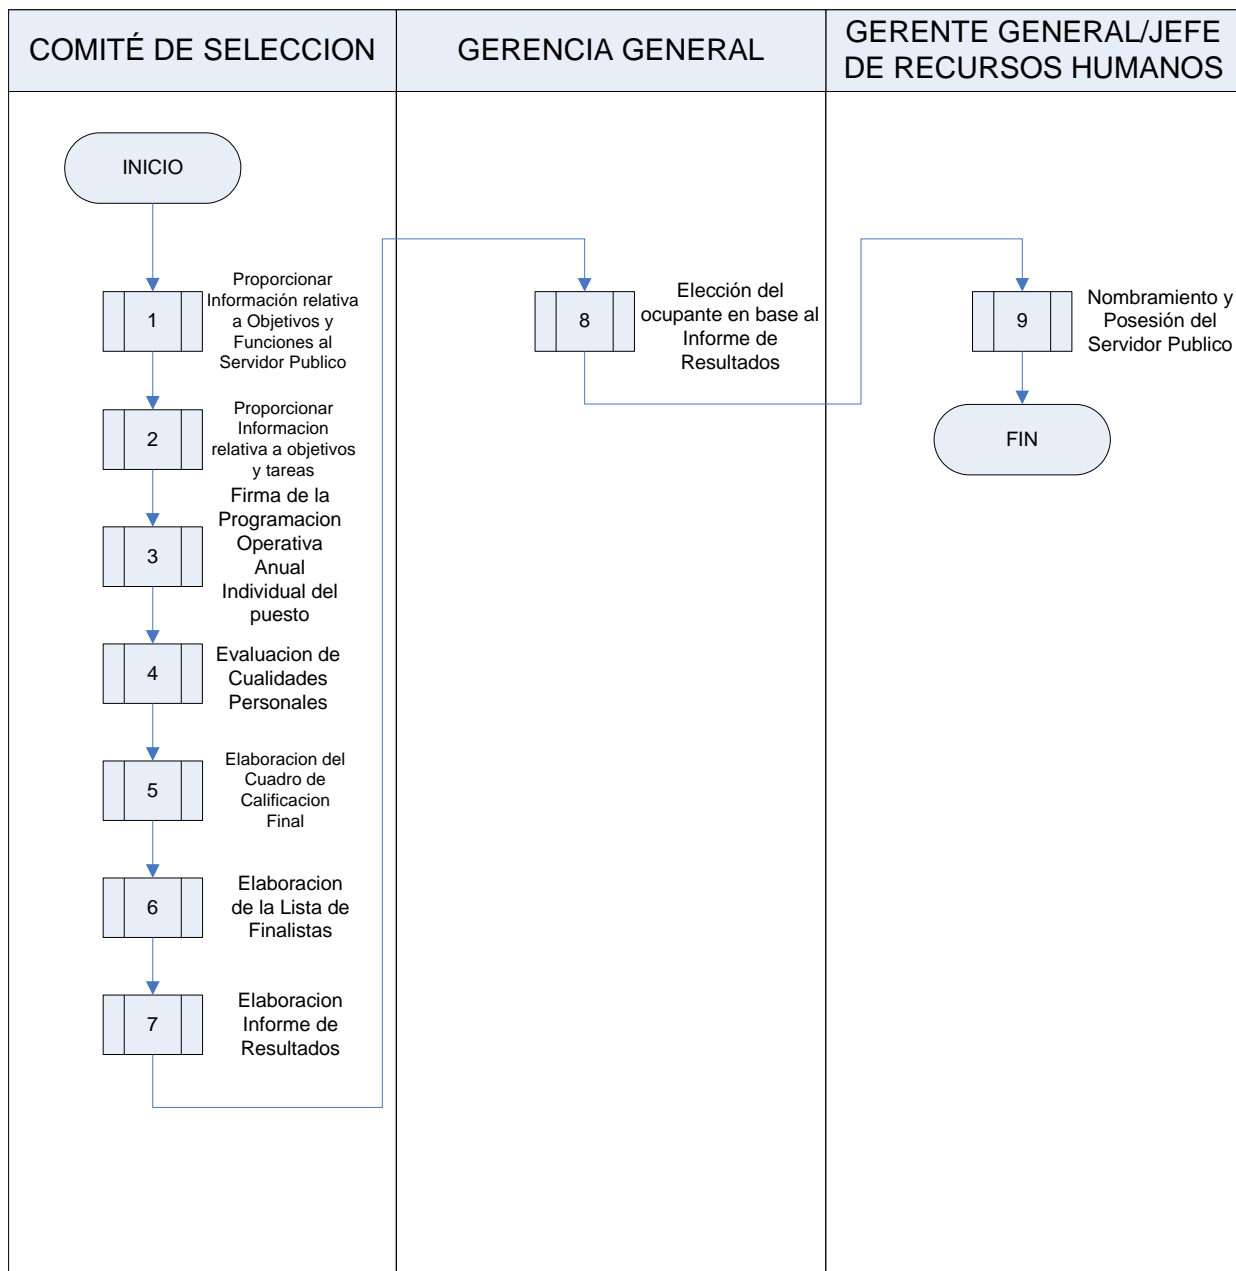 COMITÉ DE SELECCION
GERENCIA GENERAL
GERENTE GENERAL/JEFE
DE RECURSOS HUMANOS
INICIO
1
Proporcionar
Información relativa
a Objetivos y
Funciones al
Servidor Publico
2
Proporcionar
Informacion
relativa a objetivos
y tareas
3
Firma de la
Programacion
Operativa
Anual
Individual del
puesto
4
Evaluacion de
Cualidades
Personales
5
Elaboracion del
Cuadro de
Calificacion
Final
6
Elaboracion
de la Lista de
Finalistas
7
Elaboracion
Informe de
Resultados
8
Elección del
ocupante en base al
Informe de
Resultados
9
Nombramiento y
Posesión del
Servidor Publico
FIN